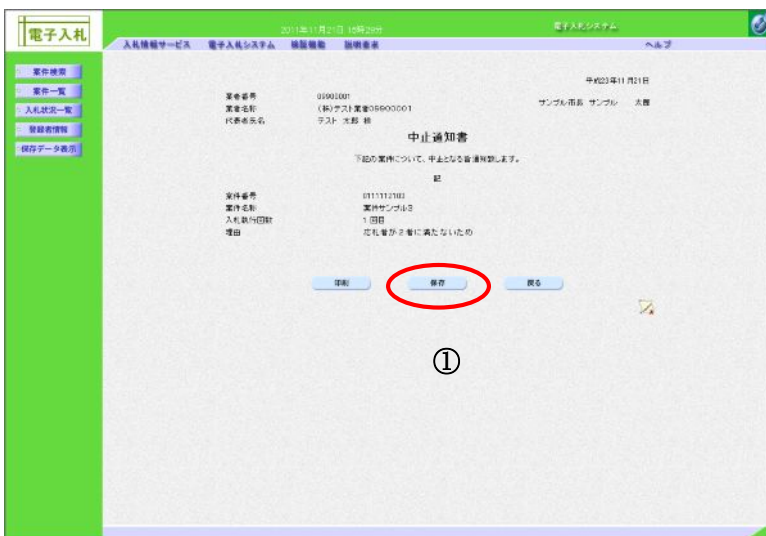 電子入札
2011年11月21日 16時29分
電子入札システム
入札情報サービス 電子入札システム 検証機能 説明要求 ヘルプ
案件検索
案件一覧
入札状況一覧
登録者情報
保存データ表示
平成23年11月21日
業者番号 09900001
業者名称 (株)テスト業者09900001
代表者氏名 テスト 太郎 様
サンプル市長 サンプル 太郎
中止通知書
下記の案件について、中止となる旨通知致します。
記
案件番号
案件名称 案件サンプル3
入札執行回数 1回目
理由 応札者が2者に満たないため
印刷 保存 戻る
①